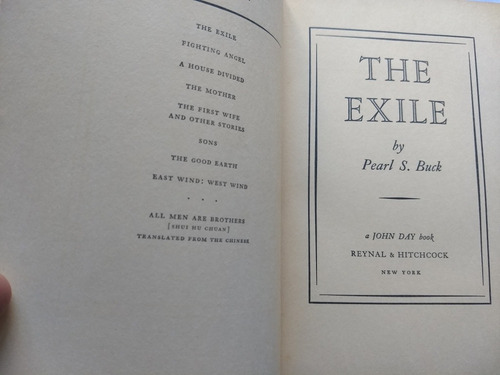 THE EXILE
FIGHTING ANGEL
A HOUSE DIVIDED
THE MOTHER
THE FIRST WIFE
AND OTHER STORIES
SONS
THE GOOD EARTH
EAST WIND: WEST WIND
. . .
ALL MEN ARE BROTHERS
[SHUI HU CHUAN]
TRANSLATED FROM THE CHINESE
THE
EXILE
by
Pearl S. Buck
a JOHN DAY book
REYNAL & HITCHCOCK
NEW YORK